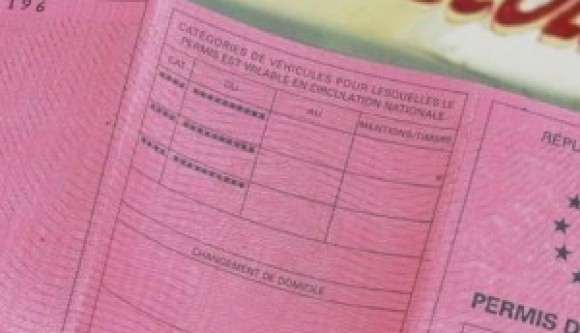 196
CATEGORIES DE VEHICULES POUR LESQUELLES LE
PERMIS EST VALABLE EN CIRCULATION NATIONALE
CAT. DU AU MENTIONS/TIMBRE
**** **********
**** **********
**** **********
CHANGEMENT DE DOMICILE
RÉPU
PERMIS D